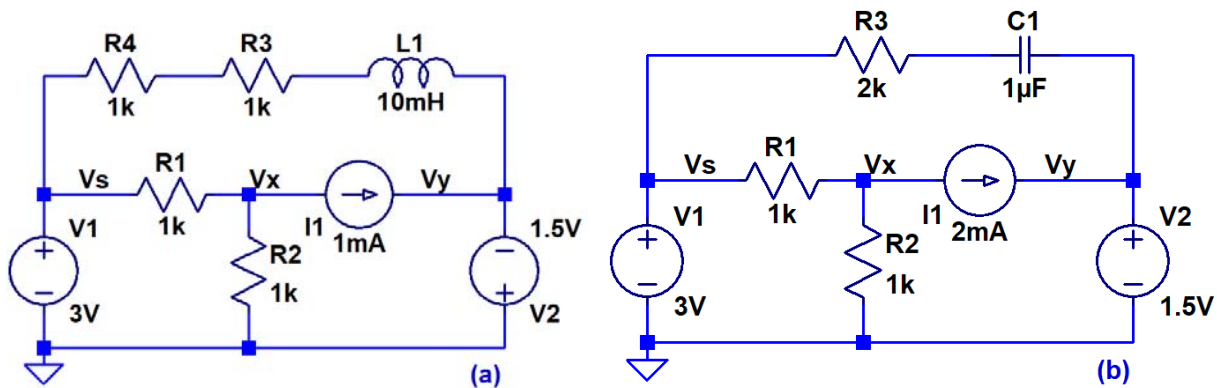 R4 R3 L1
1k 1k 10mH
Vs R1 Vx Vy
1k I1 1mA
V1 R2 1.5V
3V 1k V2
(a)
R3 C1
2k 1µF
Vs R1 Vx Vy
1k I1 2mA
V1 R2 V2
3V 1k 1.5V
(b)